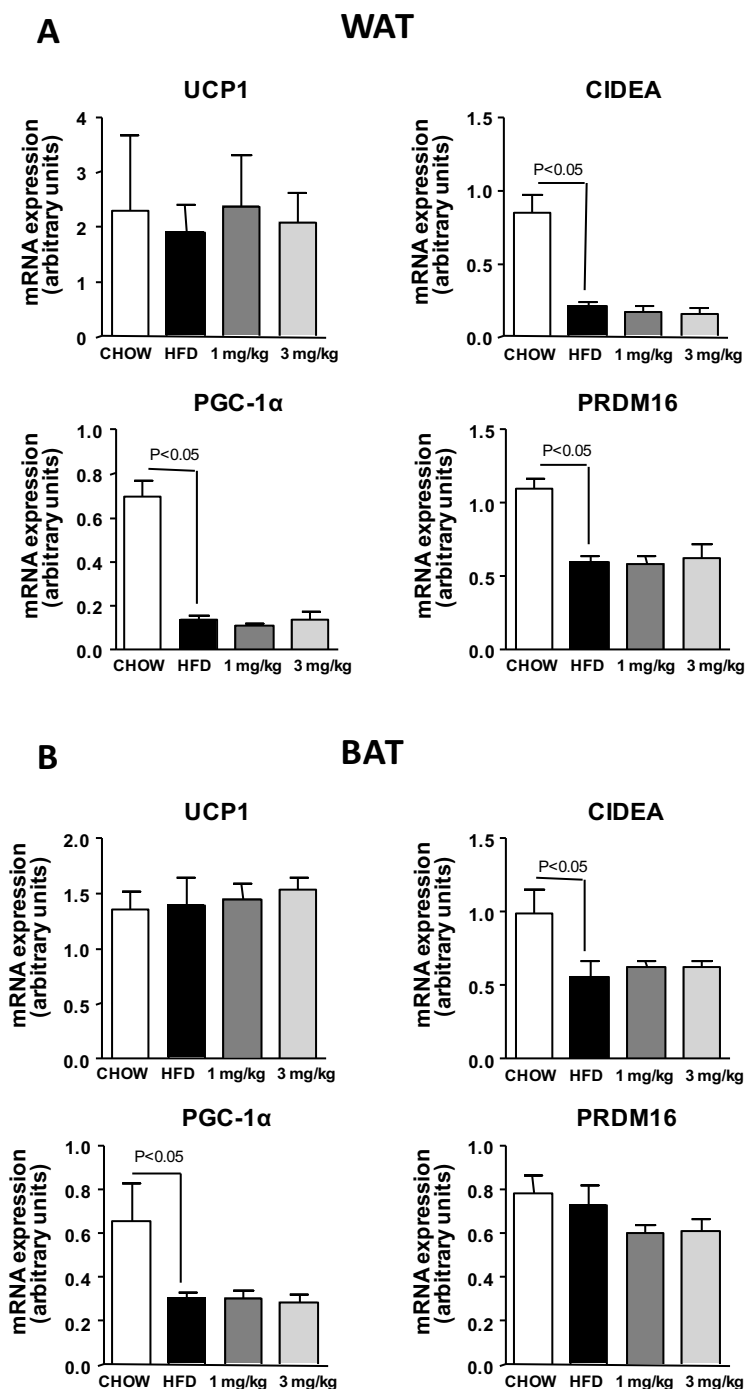 A
WAT
UCP1
mRNA expression
(arbitrary units)
4
3
2
1
0
CHOW HFD 1 mg/kg 3 mg/kg
CIDEA
mRNA expression
(arbitrary units)
1.5
1.0
0.5
0.0
P<0.05
CHOW HFD 1 mg/kg 3 mg/kg
PGC-1α
mRNA expression
(arbitrary units)
1.0
0.8
0.6
0.4
0.2
0.0
P<0.05
CHOW HFD 1 mg/kg 3 mg/kg
PRDM16
mRNA expression
(arbitrary units)
1.5
1.0
0.5
0.0
P<0.05
CHOW HFD 1 mg/kg 3 mg/kg
B
BAT
UCP1
mRNA expression
(arbitrary units)
2.0
1.5
1.0
0.5
0.0
CHOW HFD 1 mg/kg 3 mg/kg
CIDEA
mRNA expression
(arbitrary units)
1.5
1.0
0.5
0.0
P<0.05
CHOW HFD 1 mg/kg 3 mg/kg
PGC-1α
mRNA expression
(arbitrary units)
1.0
0.8
0.6
0.4
0.2
0.0
P<0.05
CHOW HFD 1 mg/kg 3 mg/kg
PRDM16
mRNA expression
(arbitrary units)
1.0
0.8
0.6
0.4
0.2
0.0
CHOW HFD 1 mg/kg 3 mg/kg